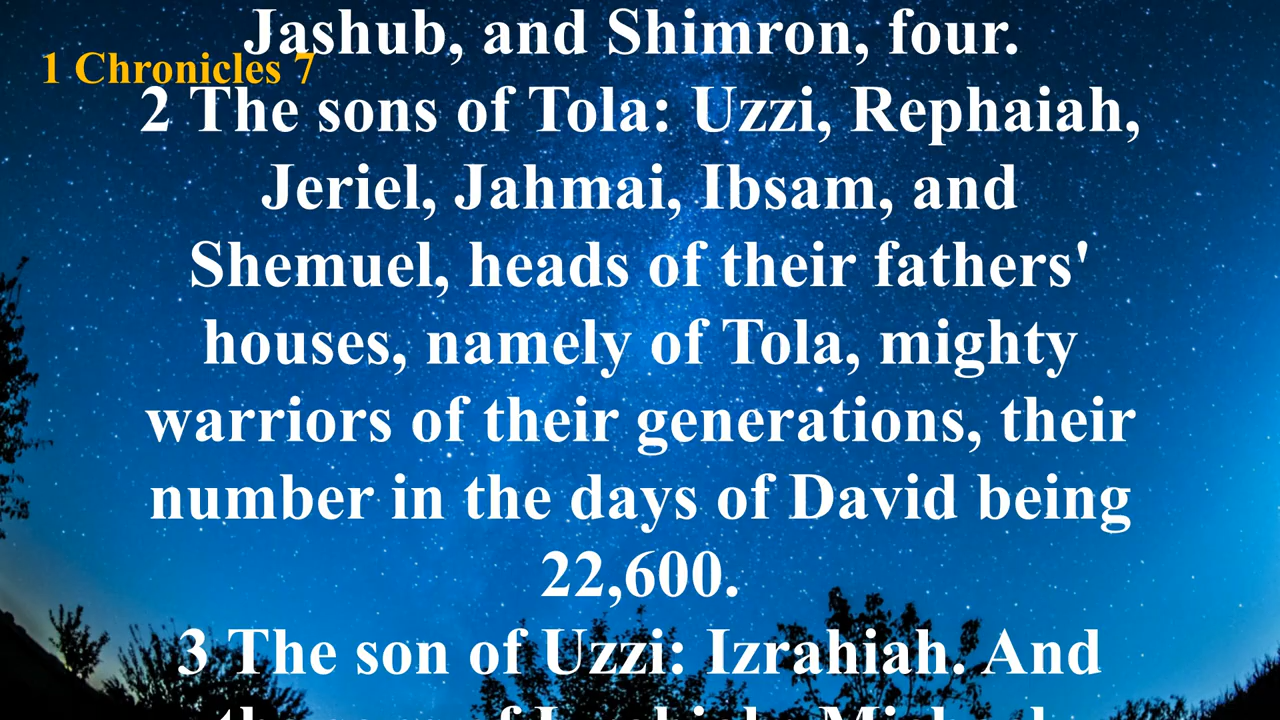 Jashub, and Shimron, four.
1 Chronicles 7
2 The sons of Tola: Uzzi, Rephaiah,
Jeriel, Jahmai, Ibsam, and
Shemuel, heads of their fathers'
houses, namely of Tola, mighty
warriors of their generations, their
number in the days of David being
22,600.
3 The son of Uzzi: Izrahiah. And